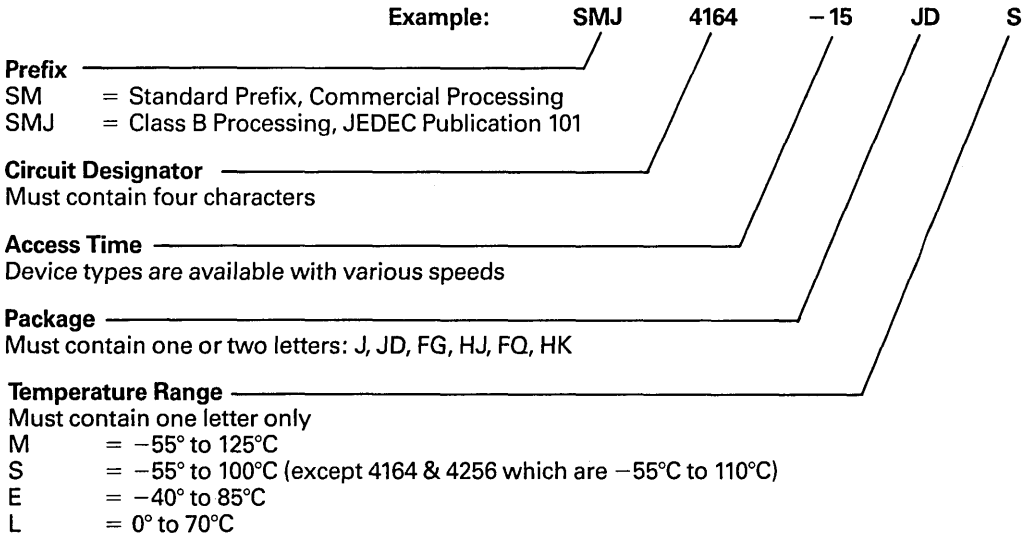 Example: SMJ 4164 −15 JD S
Prefix
SM = Standard Prefix, Commercial Processing
SMJ = Class B Processing, JEDEC Publication 101
Circuit Designator
Must contain four characters
Access Time
Device types are available with various speeds
Package
Must contain one or two letters: J, JD, FG, HJ, FQ, HK
Temperature Range
Must contain one letter only
M = −55° to 125°C
S = −55° to 100°C (except 4164 & 4256 which are −55°C to 110°C)
E = −40° to 85°C
L = 0° to 70°C